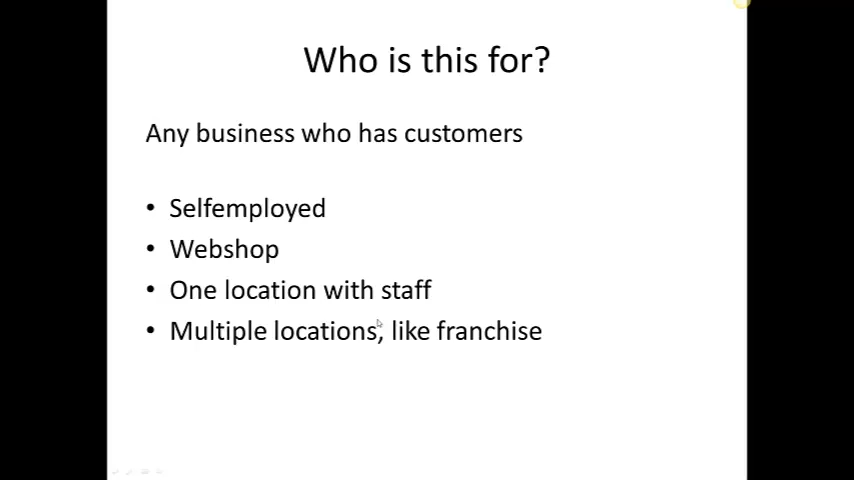 Who is this for?
Any business who has customers
• Selfemployed
• Webshop
• One location with staff
• Multiple locations, like franchise